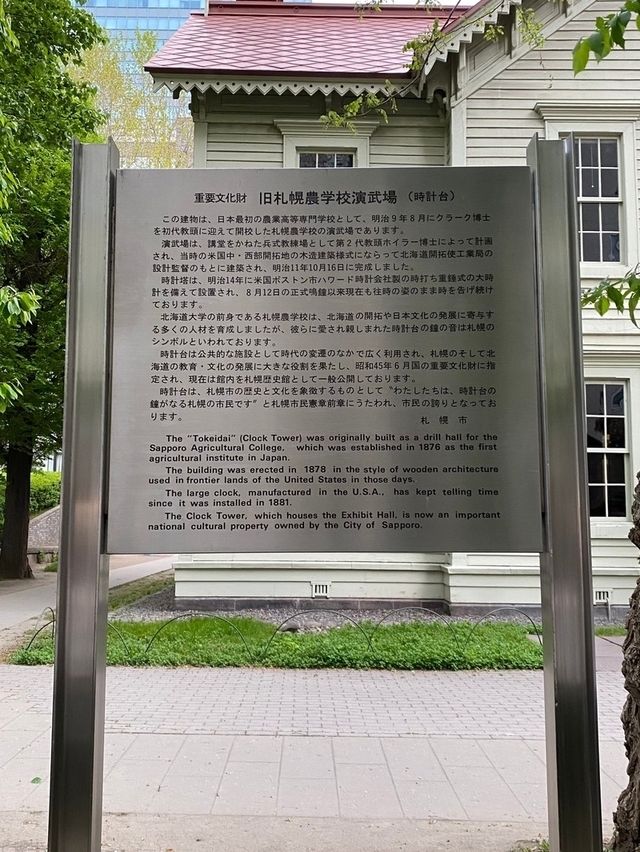 重要文化財 旧札幌農学校演武場（時計台）
この建物は、日本最初の農業高等専門学校として、明治9年8月にクラーク博士
を初代教頭に迎えて開校した札幌農学校の演武場であります。
演武場は、講堂をかねた兵式教練場として第2代教頭ホイラー博士によって計画
され、当時の米国中・西部開拓地の木造建築様式にならって北海道開拓使工業局の
設計監督のもとに建築され、明治11年10月16日に完成しました。
時計塔は、明治14年に米国ボストン市ハワード時計会社製の時打ち重錘式の大時
計を備えて設置され、8月12日の正式鳴鐘以来現在も往時の姿のまま時を告げ続け
ております。
北海道大学の前身である札幌農学校は、北海道の開拓や日本文化の発展に寄与す
る多くの人材を育成しましたが、彼らに愛され親しまれた時計台の鐘の音は札幌の
シンボルといわれております。
時計台は公共的な施設として時代の変遷のなかで広く利用され、札幌のそして北
海道の教育・文化の発展に大きな役割を果たし、昭和45年6月国の重要文化財に指
定され、現在は館内を札幌歴史館として一般公開しております。
時計台は、札幌市の歴史と文化を象徴するものとして〝わたしたちは、時計台の
鐘がなる札幌の市民です〟と札幌市民憲章前章にうたわれ、市民の誇りとなってお
ります。
札幌市
The "Tokeidai" (Clock Tower) was originally built as a drill hall for the
Sapporo Agricultural College, which was established in 1876 as the first
agricultural institute in Japan.
The building was erected in 1878 in the style of wooden architecture
used in frontier lands of the United States in those days.
The large clock, manufactured in the U.S.A., has kept telling time
since it was installed in 1881.
The Clock Tower, which houses the Exhibit Hall, is now an important
national cultural property owned by the City of Sapporo.